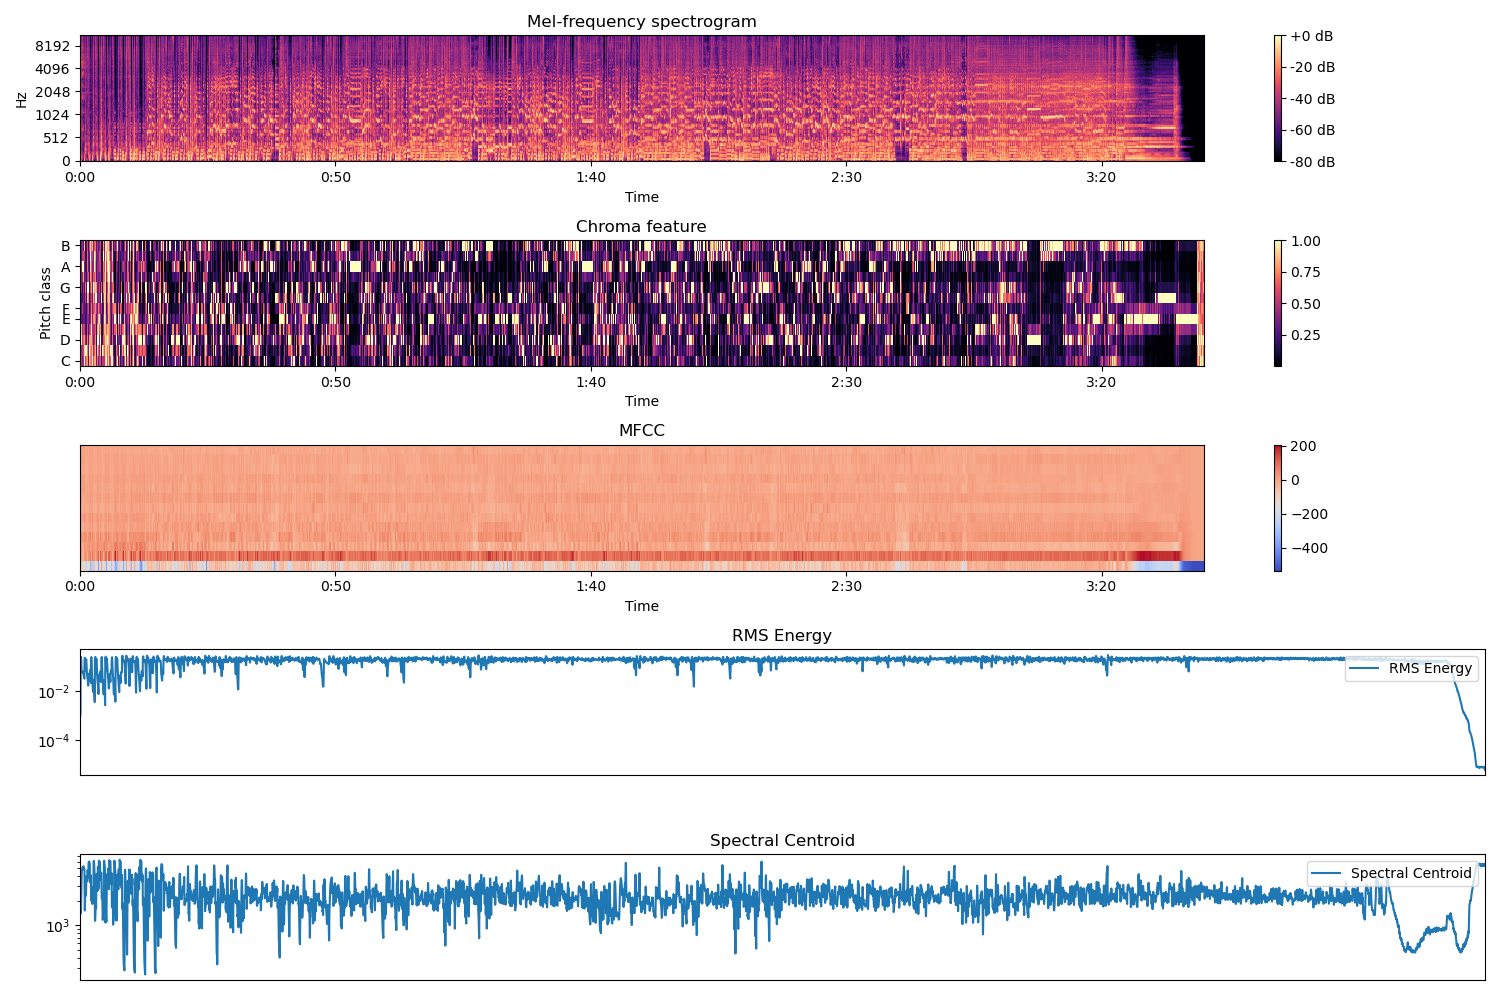 Mel-frequency spectrogram
Hz
8192
4096
2048
1024
512
0
0:00 0:50 1:40 2:30 3:20
Time
+0 dB
-20 dB
-40 dB
-60 dB
-80 dB
Chroma feature
Pitch class
B
A
G
F
E
D
C
0:00 0:50 1:40 2:30 3:20
Time
1.00
0.75
0.50
0.25
MFCC
0:00 0:50 1:40 2:30 3:20
Time
200
0
−200
−400
RMS Energy
10⁻²
10⁻⁴
RMS Energy
Spectral Centroid
10³
Spectral Centroid